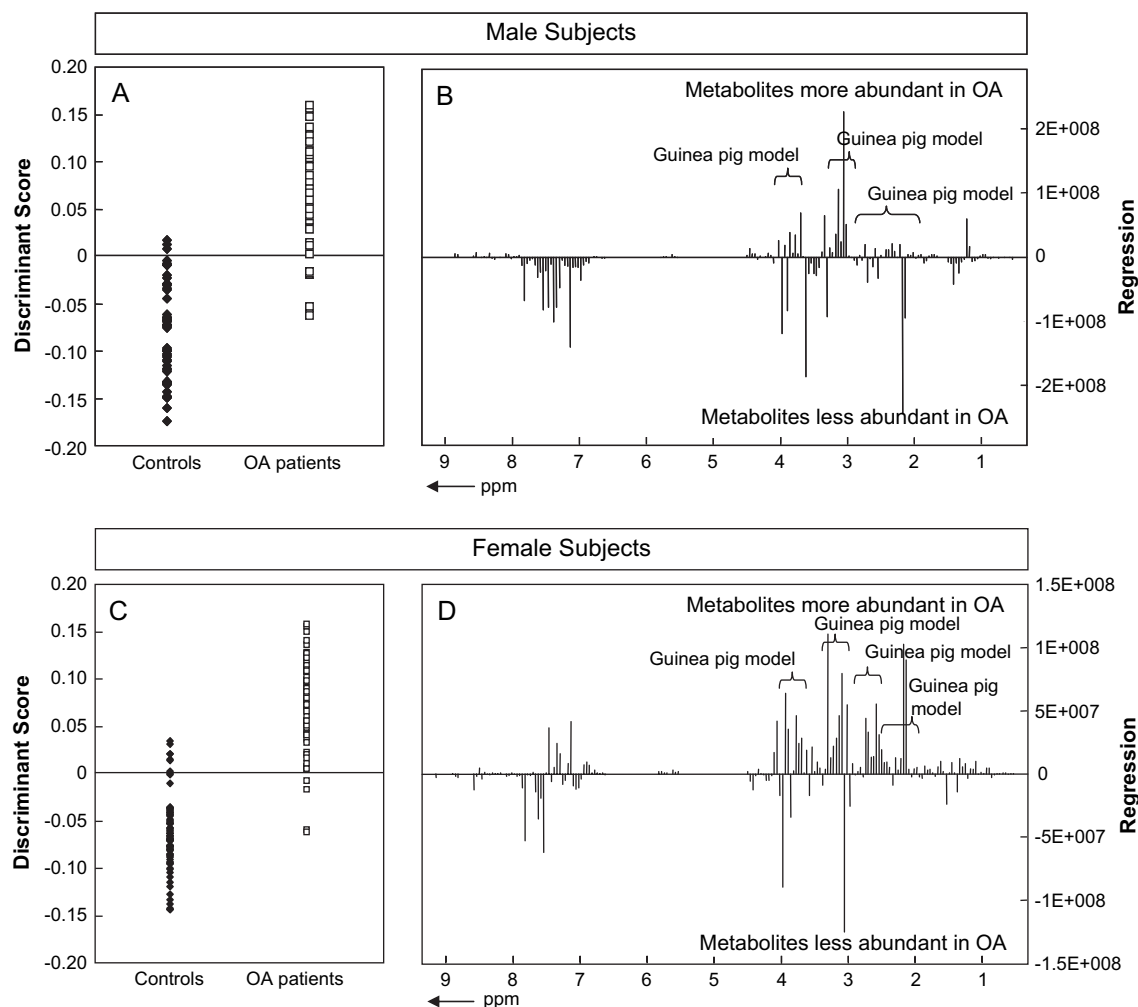 Male Subjects
A
0.20
0.15
0.10
0.05
0
-0.05
-0.10
-0.15
-0.20
Discriminant Score
Controls OA patients
B
Metabolites more abundant in OA
Guinea pig model
Guinea pig model
Guinea pig model
Metabolites less abundant in OA
2E+008
1E+008
0
-1E+008
-2E+008
Regression
9 8 7 6 5 4 3 2 1
ppm
Female Subjects
C
0.20
0.15
0.10
0.05
0
-0.05
-0.10
-0.15
-0.20
Discriminant Score
Controls OA patients
D
Metabolites more abundant in OA
Guinea pig model
Guinea pig model
Guinea pig model
Guinea pig
model
Metabolites less abundant in OA
1.5E+008
1E+008
5E+007
0
-5E+007
-1E+008
-1.5E+008
Regression
9 8 7 6 5 4 3 2 1
ppm